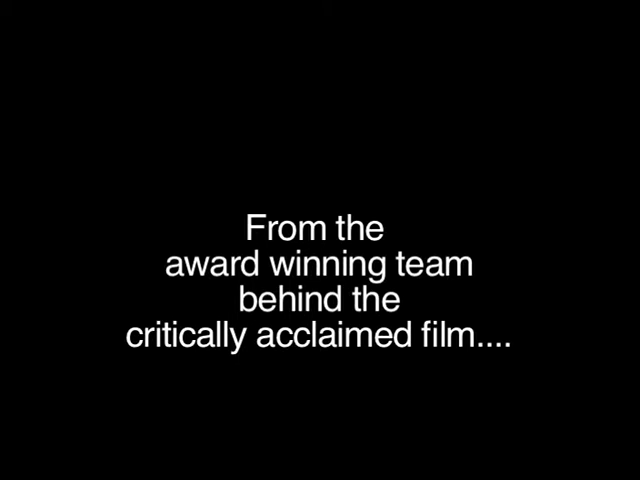 From the
award winning team
behind the
critically acclaimed film....